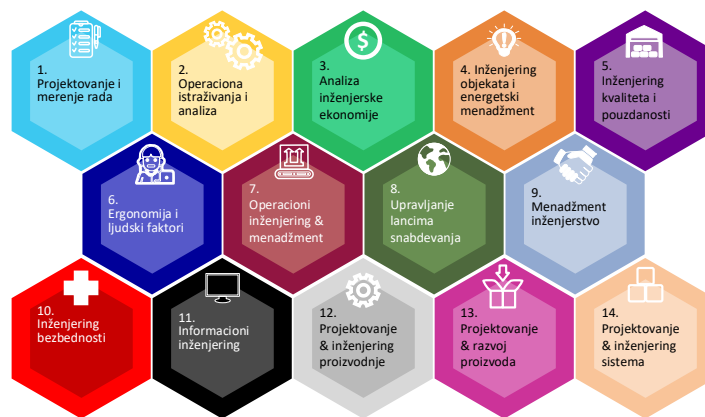 1.
Projektovanje i
merenje rada
2.
Operaciona
istraživanja i
analiza
3.
Analiza
inženjerske
ekonomije
4. Inženjering
objekata i
energetski
menadžment
5.
Inženjering
kvaliteta i
pouzdanosti
6.
Ergonomija i
ljudski faktori
7.
Operacioni
inženjering &
menadžment
8.
Upravljanje
lancima
snabdevanja
9.
Menadžment
inženjerstvo
10.
Inženjering
bezbednosti
11.
Informacioni
inženjering
12.
Projektovanje
& inženjering
proizvodnje
13.
Projektovanje
& razvoj
proizvoda
14.
Projektovanje
& inženjering
sistema